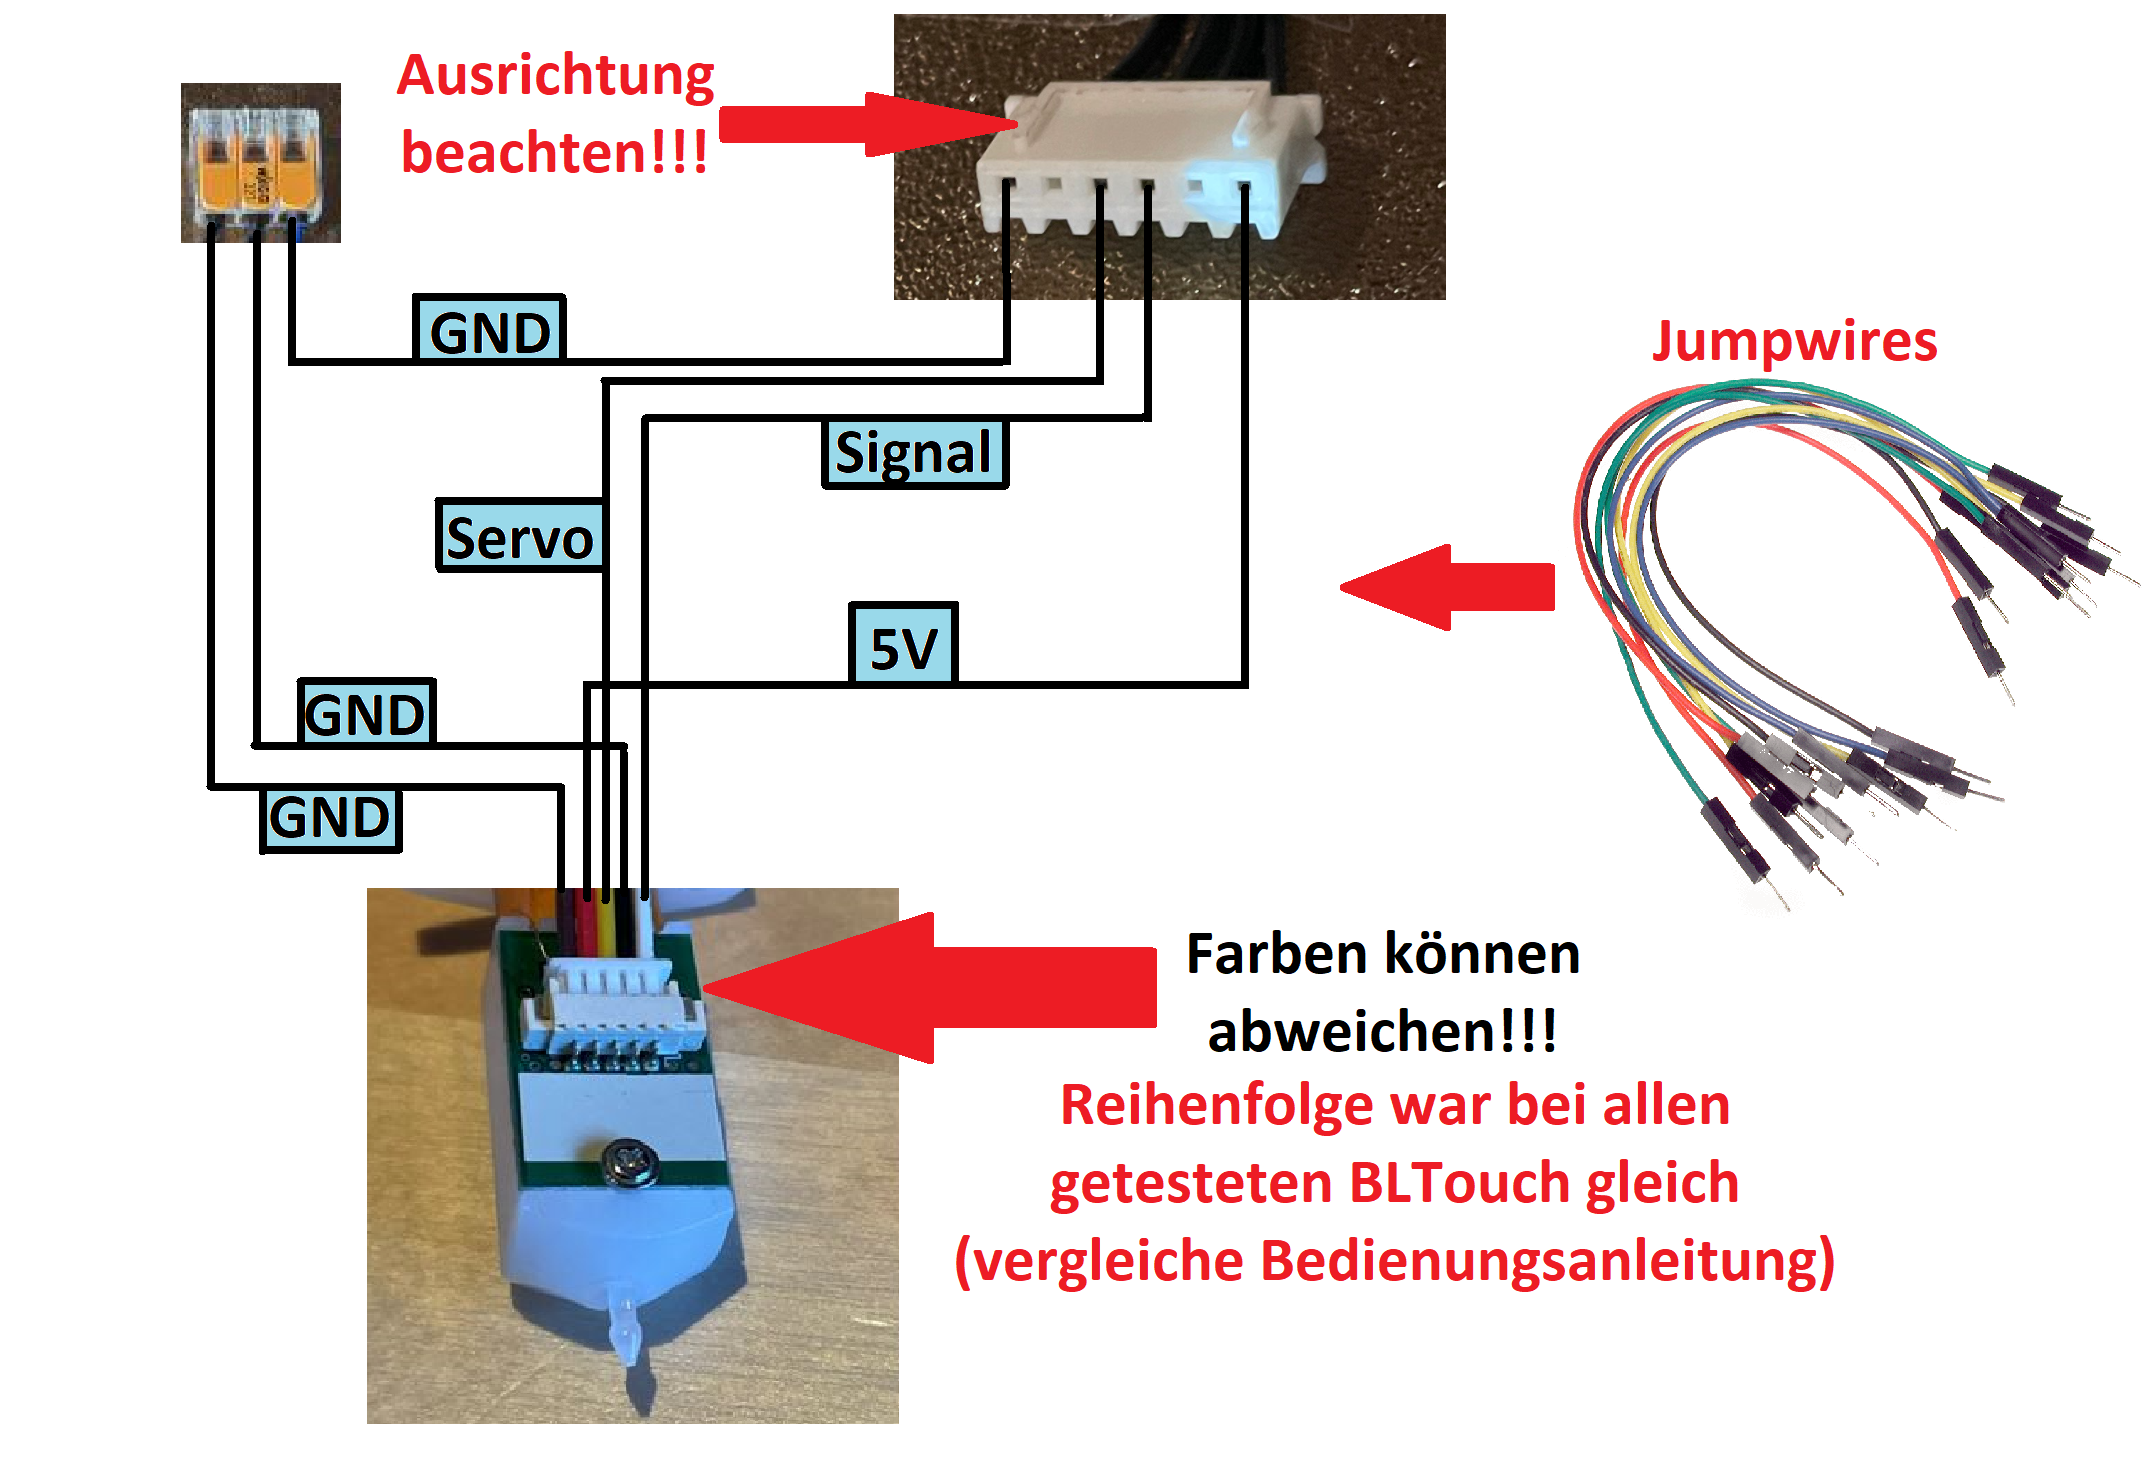 Ausrichtung
beachten!!!
GND
Jumpwires
Signal
Servo
5V
GND
GND
Farben können
abweichen!!!
Reihenfolge war bei allen
getesteten BLTouch gleich
(vergleiche Bedienungsanleitung)